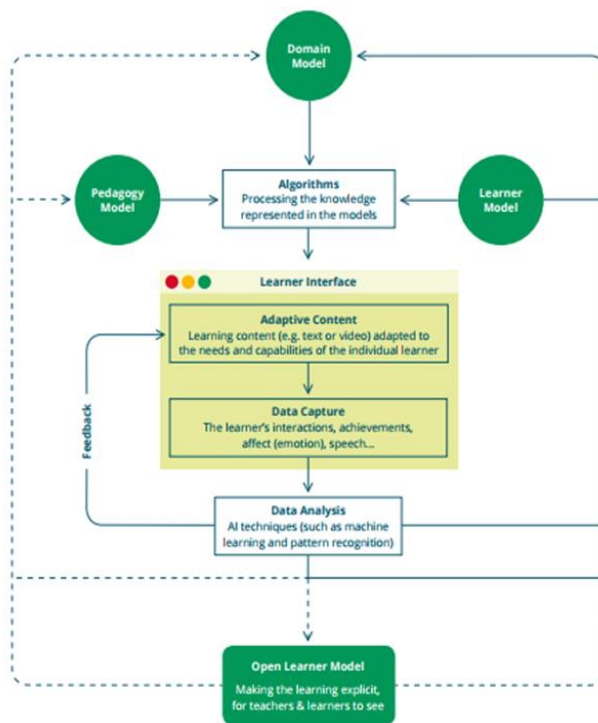 Domain
Model
Pedagogy
Model
Algorithms
Processing the knowledge
represented in the models
Learner
Model
Learner Interface
Adaptive Content
Learning content (e.g. text or video) adapted to
the needs and capabilities of the individual learner
Feedback
Data Capture
The learner's interactions, achievements,
affect (emotion), speech...
Data Analysis
AI techniques (such as machine
learning and pattern recognition)
Open Learner Model
Making the learning explicit,
for teachers & learners to see